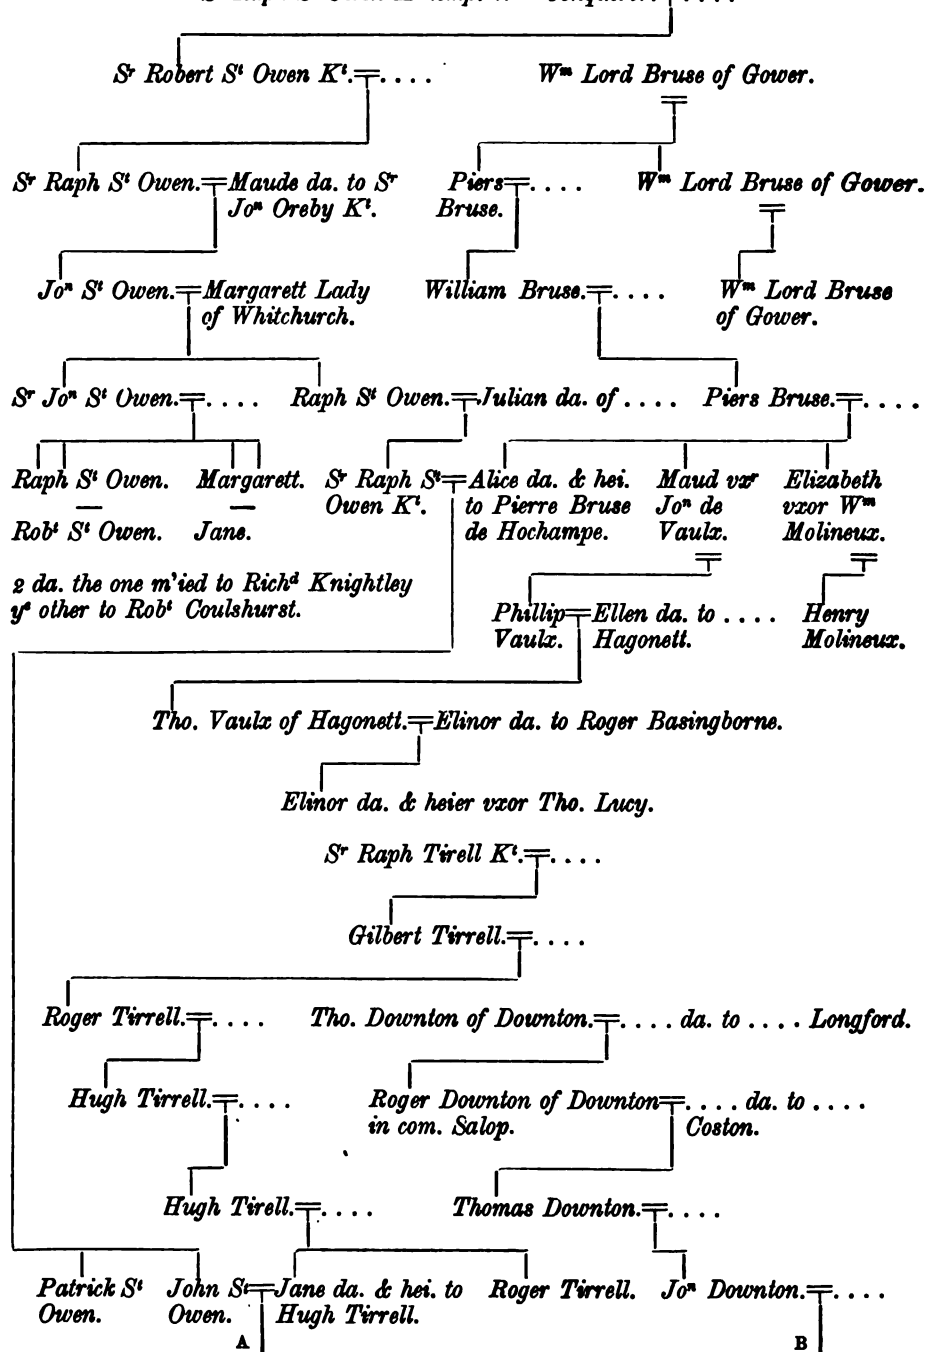 Sʳ Robert Sᵗ Owen Kᵗ. . . . . Wᵐ Lord Bruse of Gower.
Sʳ Raph Sᵗ Owen. Maude da. to Sʳ Piers . . . . Wᵐ Lord Bruse of Gower.
Joⁿ Oreby Kᵗ. Bruse.
Joⁿ Sᵗ Owen. Margarett Lady William Bruse. . . . . Wᵐ Lord Bruse
of Whitchurch. of Gower.
Sʳ Joⁿ Sᵗ Owen. . . . . Raph Sᵗ Owen. Julian da. of . . . . Piers Bruse. . . . .
Raph Sᵗ Owen. Margarett. Sʳ Raph Sᵗ Alice da. & hei. Maud vxʳ Elizabeth
Owen Kᵗ. to Pierre Bruse Joⁿ de vxor Wᵐ
Robᵗ Sᵗ Owen. Jane. de Hochampe. Vaulx. Molineux.
2 da. the one m'ied to Richᵈ Knightley
yᵉ other to Robᵗ Coulshurst.
Phillip Ellen da. to . . . . Henry
Vaulx. Hagonett. Molineux.
Tho. Vaulx of Hagonett. Elinor da. to Roger Basingborne.
Elinor da. & heier vxor Tho. Lucy.
Sʳ Raph Tirell Kᵗ. . . . .
Gilbert Tirrell. . . . .
Roger Tirrell. . . . . Tho. Downton of Downton. . . . . da. to . . . . Longford.
Hugh Tirrell. . . . . Roger Downton of Downton . . . . da. to . . . .
in com. Salop. Coston.
Hugh Tirell. . . . . Thomas Downton. . . . .
Patrick Sᵗ John Sᵗ Jane da. & hei. to Roger Tirrell. Joⁿ Downton. . . . .
Owen. Owen. Hugh Tirrell.
A B